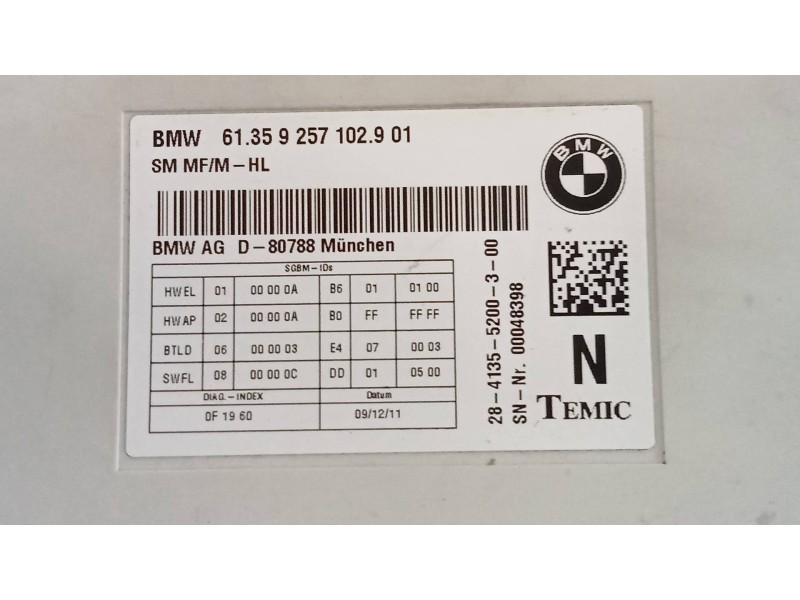 BMW 61.35 9 257 102.9 01
SM MF/M-HL
BMW
BMW AG D-80788 München
SGBM-IDs
HWEL 01 00 00 0A B6 01 01 00
HWAP 02 00 00 0A B0 FF FF FF
BTLD 06 00 00 03 E4 07 00 03
SWFL 08 00 00 0C DD 01 05 00
DIAG.-INDEX Datum
0F 19 60 09/12/11
28-4135-5200-3-00
SN-Nr. 00048398
N
TEMIC